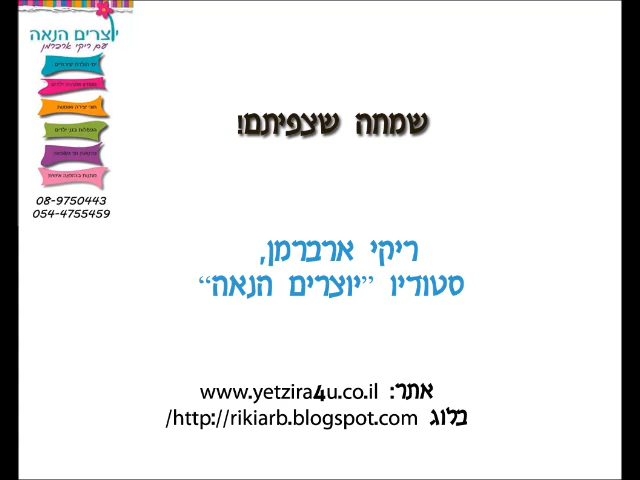 יוצרים הנאה
עם ריקי ארברמן
08-9750443
054-4755459
שמחה שצפיתם!
ריקי ארברמן,
סטודיו "יוצרים הנאה"
אתר: www.yetzira4u.co.il
בלוג http://rikiarb.blogspot.com/